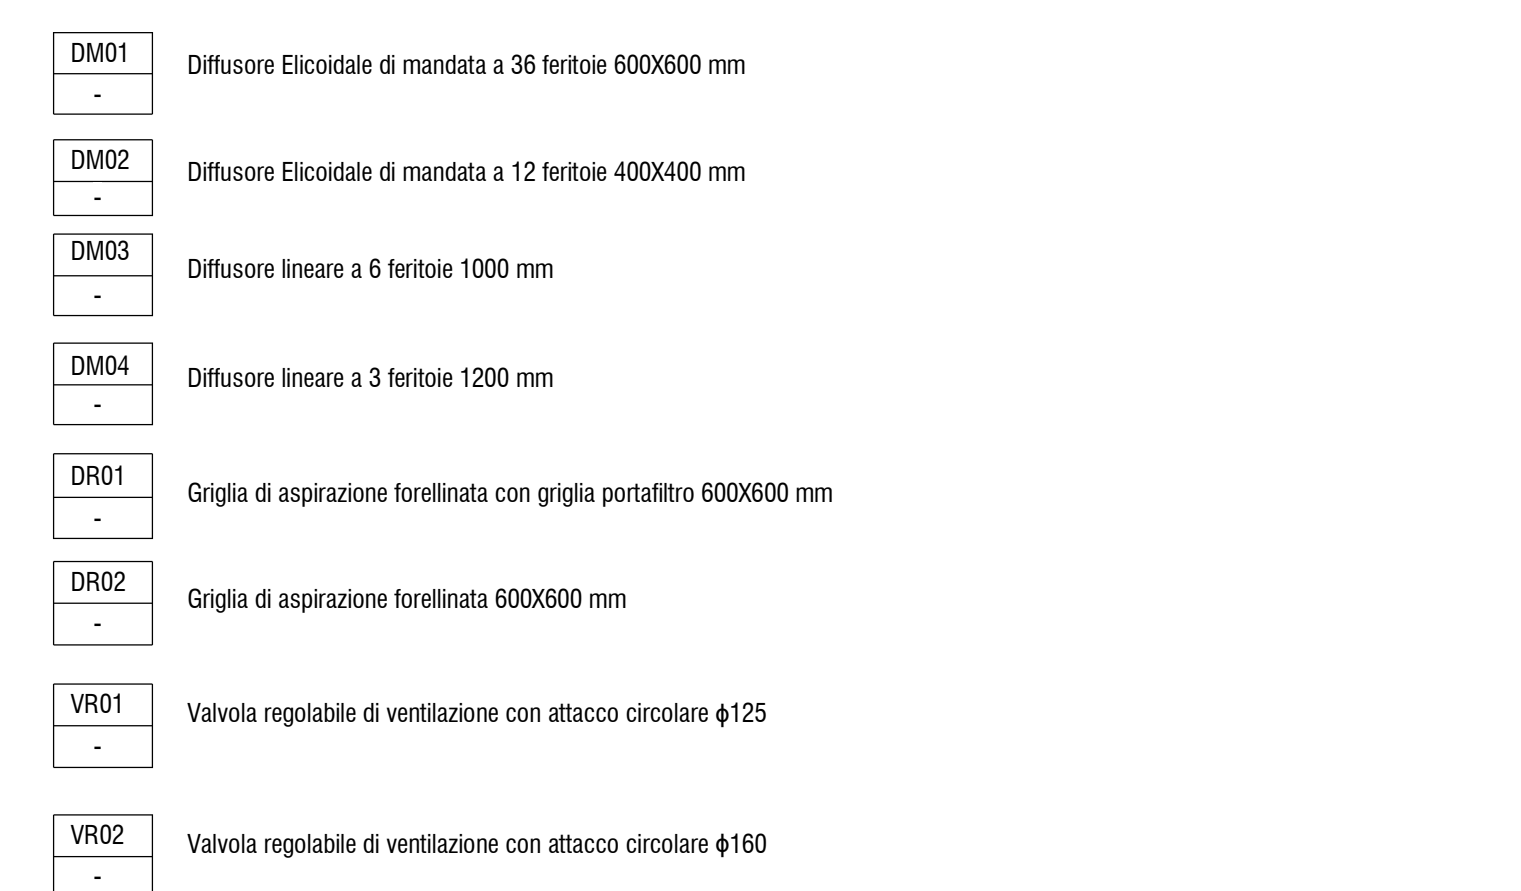 DM01
Diffusore Elicoidale di mandata a 36 feritoie 600X600 mm
-
DM02
Diffusore Elicoidale di mandata a 12 feritoie 400X400 mm
-
DM03
Diffusore lineare a 6 feritoie 1000 mm
-
DM04
Diffusore lineare a 3 feritoie 1200 mm
-
DR01
Griglia di aspirazione forellinata con griglia portafiltro 600X600 mm
-
DR02
Griglia di aspirazione forellinata 600X600 mm
-
VR01
Valvola regolabile di ventilazione con attacco circolare ϕ125
-
VR02
Valvola regolabile di ventilazione con attacco circolare ϕ160
-